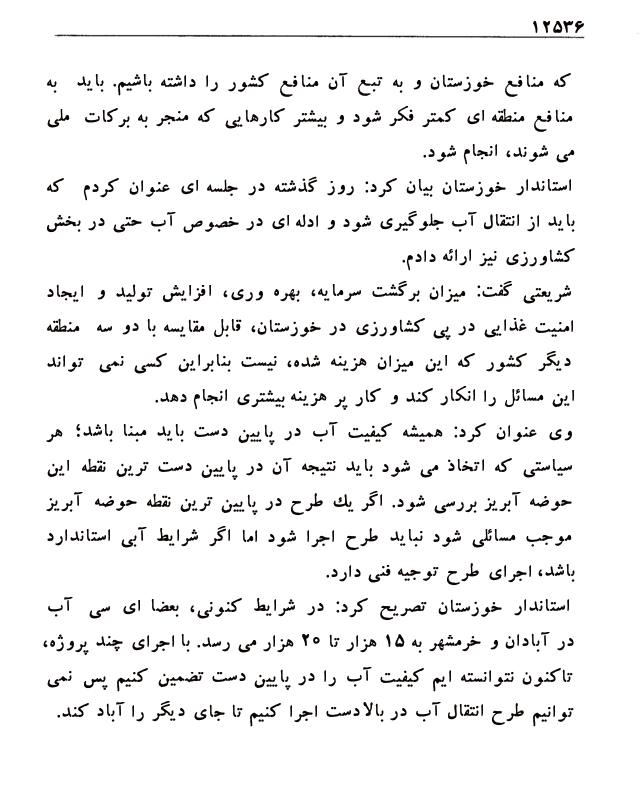 ۱۲۵۳۶
که منافع خوزستان و به تبع آن منافع کشور را داشته باشیم. باید به
منافع منطقه ای کمتر فکر شود و بیشتر کارهایی که منجر به برکات ملی
می شوند، انجام شود.
استاندار خوزستان بیان کرد: روز گذشته در جلسه ای عنوان کردم که
باید از انتقال آب جلوگیری شود و ادله ای در خصوص آب حتی در بخش
کشاورزی نیز ارائه دادم.
شریعتی گفت: میزان برگشت سرمایه، بهره وری، افزایش تولید و ایجاد
امنیت غذایی در پی کشاورزی در خوزستان، قابل مقایسه با دو سه منطقه
دیگر کشور که این میزان هزینه شده، نیست بنابراین کسی نمی تواند
این مسائل را انکار کند و کار پر هزینه بیشتری انجام دهد.
وی عنوان کرد: همیشه کیفیت آب در پایین دست باید مبنا باشد؛ هر
سیاستی که اتخاذ می شود باید نتیجه آن در پایین دست ترین نقطه این
حوضه آبریز بررسی شود. اگر یك طرح در پایین ترین نقطه حوضه آبریز
موجب مسائلی شود نباید طرح اجرا شود اما اگر شرایط آبی استاندارد
باشد، اجرای طرح توجیه فنی دارد.
استاندار خوزستان تصریح کرد: در شرایط کنونی، بعضا ای سی آب
در آبادان و خرمشهر به ۱۵ هزار تا ۲۰ هزار می رسد. با اجرای چند پروژه،
تاکنون نتوانسته ایم کیفیت آب را در پایین دست تضمین کنیم پس نمی
توانیم طرح انتقال آب در بالادست اجرا کنیم تا جای دیگر را آباد کند.